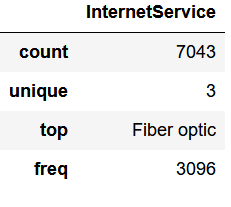 InternetService
count 7043
unique 3
top Fiber optic
freq 3096